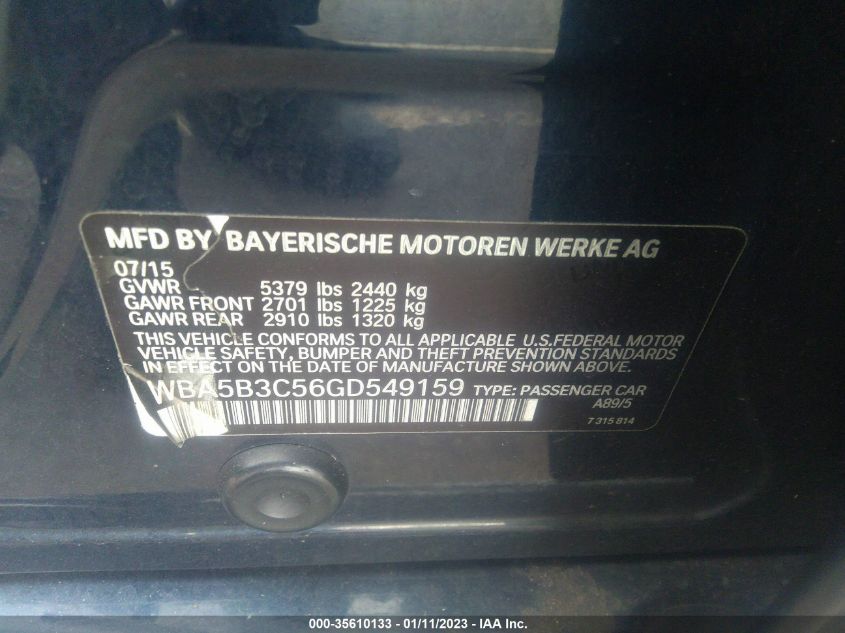 MFD BY BAYERISCHE MOTOREN WERKE AG
07/15
GVWR 5379 lbs 2440 kg
GAWR FRONT 2701 lbs 1225 kg
GAWR REAR 2910 lbs 1320 kg
THIS VEHICLE CONFORMS TO ALL APPLICABLE U.S.FEDERAL MOTOR
VEHICLE SAFETY, BUMPER AND THEFT PREVENTION STANDARDS
IN EFFECT ON THE DATE OF MANUFACTURE SHOWN ABOVE.
WBA5B3C56GD549159 TYPE: PASSENGER CAR
A89/5
7 315 814
000-35610133 - 01/11/2023 - IAA Inc.